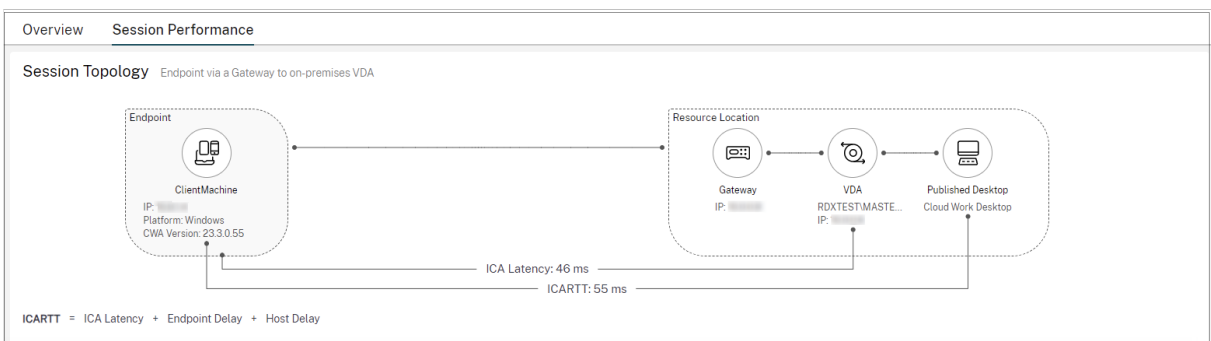 Overview Session Performance
Session Topology Endpoint via a Gateway to on-premises VDA
Endpoint
Resource Location
ClientMachine
IP:
Platform: Windows
CWA Version: 23.3.0.55
Gateway
IP:
VDA
RDXTEST\MASTE...
IP:
Published Desktop
Cloud Work Desktop
ICA Latency: 46 ms
ICARTT: 55 ms
ICARTT = ICA Latency + Endpoint Delay + Host Delay